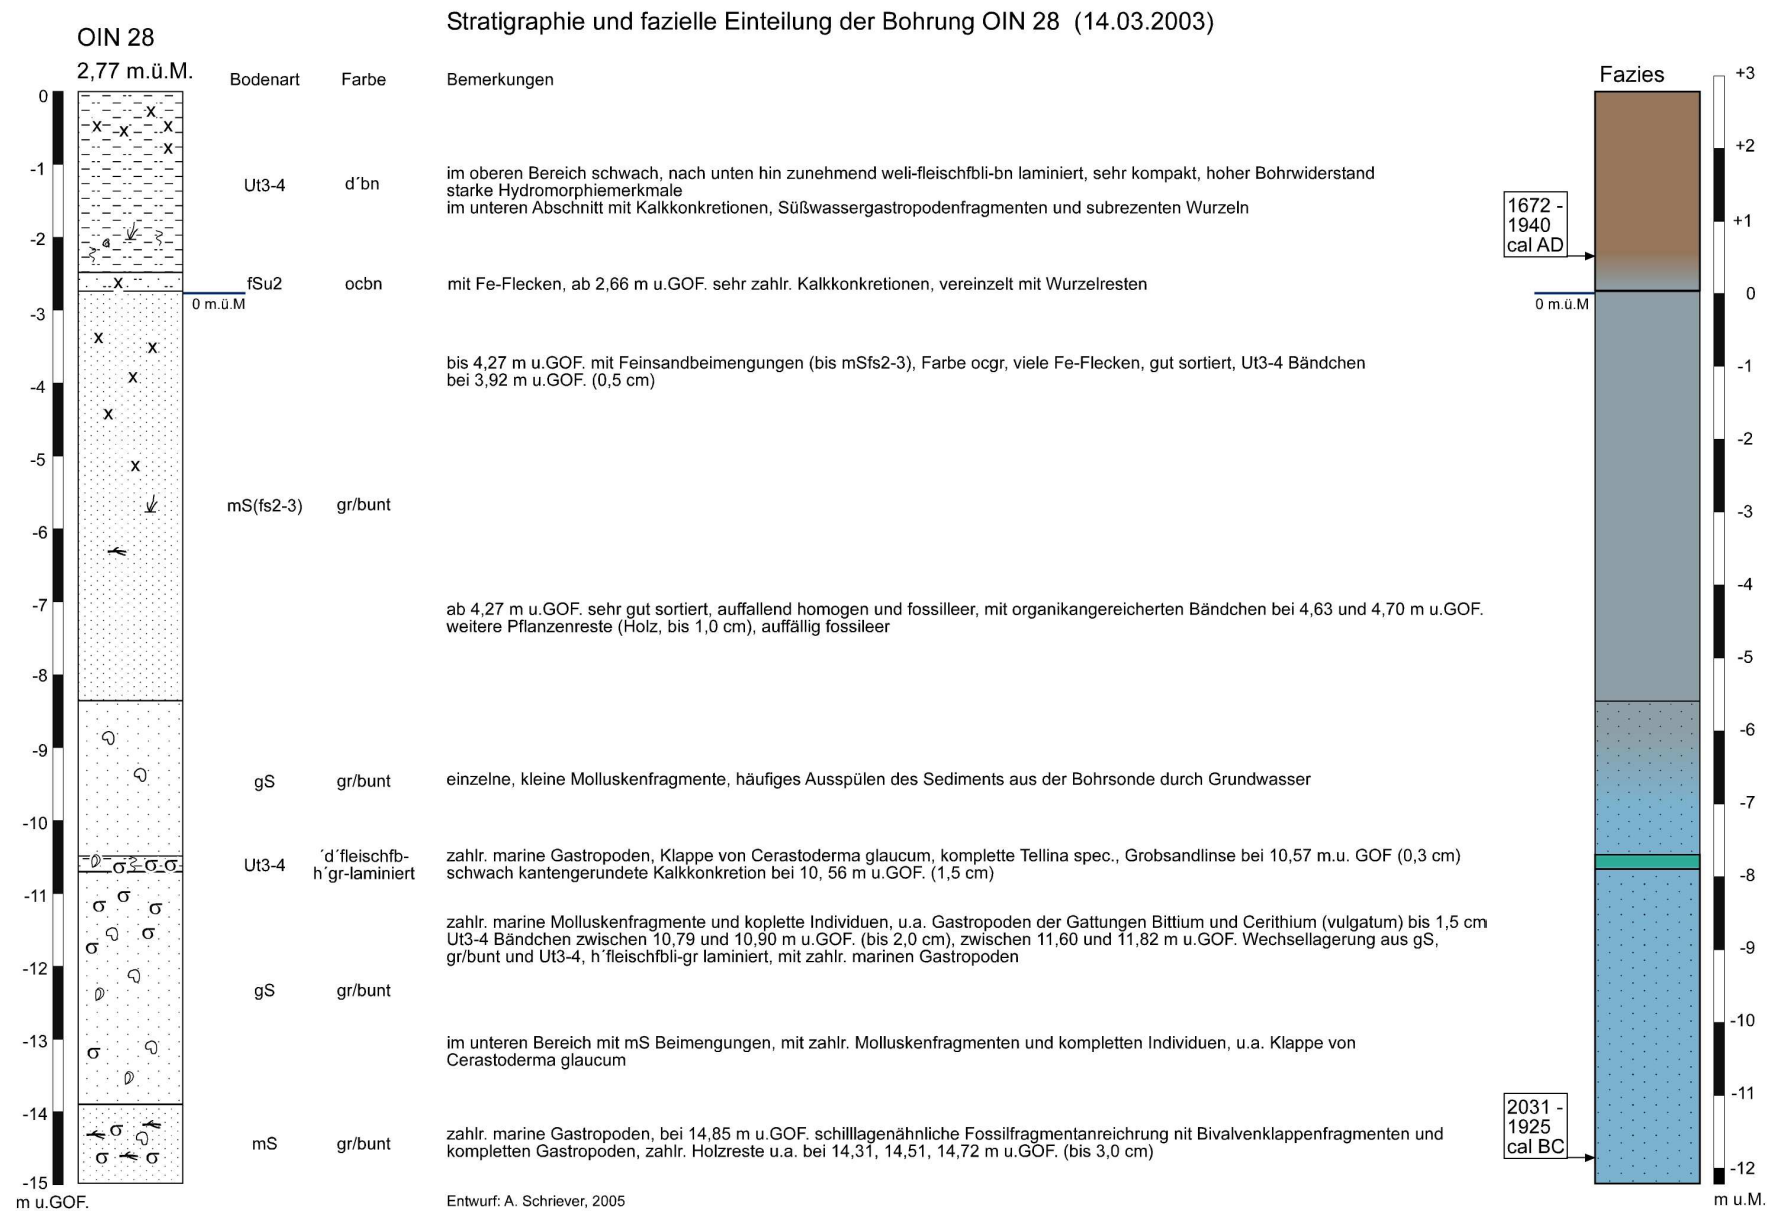 Stratigraphie und fazielle Einteilung der Bohrung OIN 28 (14.03.2003)
OIN 28
2,77 m.ü.M.
Bodenart
Farbe
Bemerkungen
Fazies
0
-1
-2
-3
-4
-5
-6
-7
-8
-9
-10
-11
-12
-13
-14
-15
m u.GOF.
Ut3-4
d´bn
im oberen Bereich schwach, nach unten hin zunehmend weli-fleischfbli-bn laminiert, sehr kompakt, hoher Bohrwiderstand
starke Hydromorphiemerkmale
im unteren Abschnitt mit Kalkkonkretionen, Süßwassergastropodenfragmenten und subrezenten Wurzeln
fSu2
ocbn
mit Fe-Flecken, ab 2,66 m u.GOF. sehr zahlr. Kalkkonkretionen, vereinzelt mit Wurzelresten
0 m.ü.M
bis 4,27 m u.GOF. mit Feinsandbeimengungen (bis mSfs2-3), Farbe ocgr, viele Fe-Flecken, gut sortiert, Ut3-4 Bändchen
bei 3,92 m u.GOF. (0,5 cm)
mS(fs2-3)
gr/bunt
ab 4,27 m u.GOF. sehr gut sortiert, auffallend homogen und fossilleer, mit organikangereicherten Bändchen bei 4,63 und 4,70 m u.GOF.
weitere Pflanzenreste (Holz, bis 1,0 cm), auffällig fossileer
gS
gr/bunt
einzelne, kleine Molluskenfragmente, häufiges Ausspülen des Sediments aus der Bohrsonde durch Grundwasser
Ut3-4
´d´fleischfb-
h´gr-laminiert
zahlr. marine Gastropoden, Klappe von Cerastoderma glaucum, komplette Tellina spec., Grobsandlinse bei 10,57 m.u. GOF (0,3 cm)
schwach kantengerundete Kalkkonkretion bei 10, 56 m u.GOF. (1,5 cm)
zahlr. marine Molluskenfragmente und koplette Individuen, u.a. Gastropoden der Gattungen Bittium und Cerithium (vulgatum) bis 1,5 cm
Ut3-4 Bändchen zwischen 10,79 und 10,90 m u.GOF. (bis 2,0 cm), zwischen 11,60 und 11,82 m u.GOF. Wechsellagerung aus gS,
gr/bunt und Ut3-4, h´fleischfbli-gr laminiert, mit zahlr. marinen Gastropoden
gS
gr/bunt
im unteren Bereich mit mS Beimengungen, mit zahlr. Molluskenfragmenten und kompletten Individuen, u.a. Klappe von
Cerastoderma glaucum
mS
gr/bunt
zahlr. marine Gastropoden, bei 14,85 m u.GOF. schilllagenähnliche Fossilfragmentanreichrung nit Bivalvenklappenfragmenten und
kompletten Gastropoden, zahlr. Holzreste u.a. bei 14,31, 14,51, 14,72 m u.GOF. (bis 3,0 cm)
Entwurf: A. Schriever, 2005
1672 -
1940
cal AD
0 m.ü.M
2031 -
1925
cal BC
+3
+2
+1
0
-1
-2
-3
-4
-5
-6
-7
-8
-9
-10
-11
-12
m u.M.